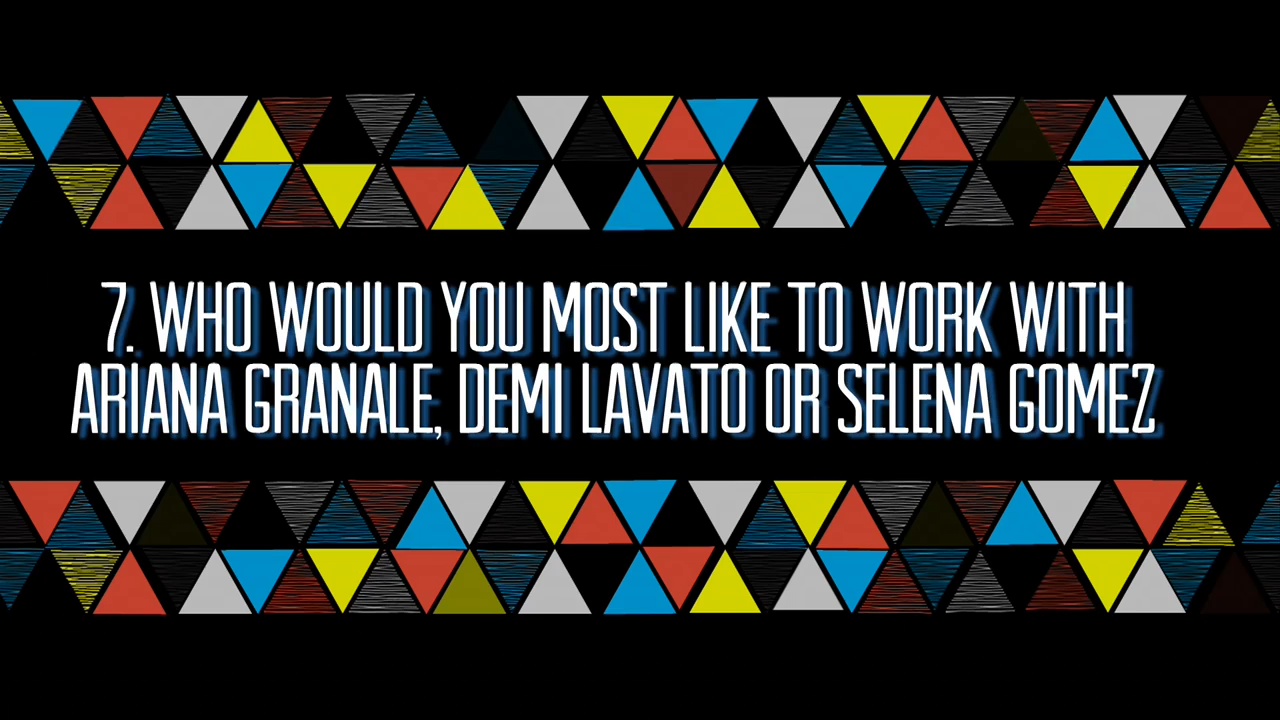 7. WHO WOULD YOU MOST LIKE TO WORK WITH
ARIANA GRANALE, DEMI LAVATO OR SELENA GOMEZ